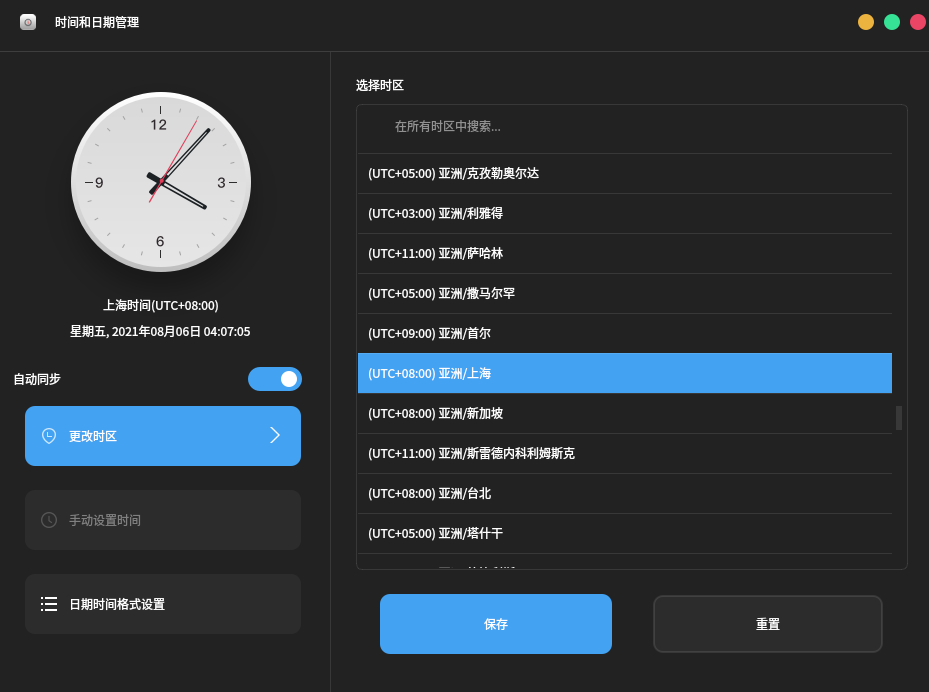 时间和日期管理
12
9
3
6
上海时间(UTC+08:00)
星期五, 2021年08月06日 04:07:05
自动同步
更改时区
手动设置时间
日期时间格式设置
选择时区
在所有时区中搜索...
(UTC+05:00) 亚洲/克孜勒奥尔达
(UTC+03:00) 亚洲/利雅得
(UTC+11:00) 亚洲/萨哈林
(UTC+05:00) 亚洲/撒马尔罕
(UTC+09:00) 亚洲/首尔
(UTC+08:00) 亚洲/上海
(UTC+08:00) 亚洲/新加坡
(UTC+11:00) 亚洲/斯雷德内科利姆斯克
(UTC+08:00) 亚洲/台北
(UTC+05:00) 亚洲/塔什干
保存
重置